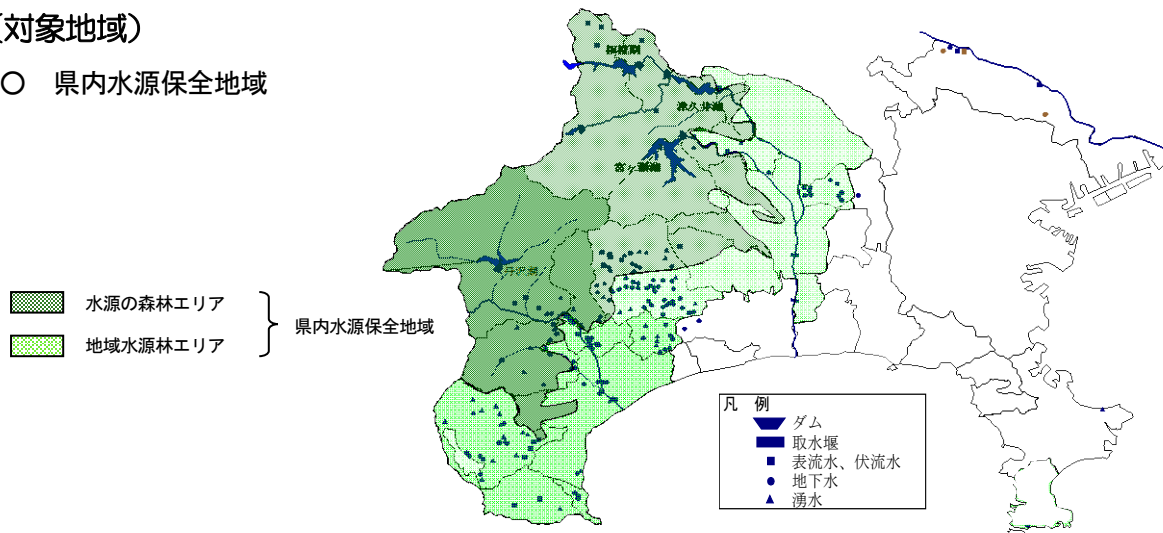 (対象地域)
○ 県内水源保全地域
相模湖
津久井湖
宮ヶ瀬湖
丹沢湖
水源の森林エリア
地域水源林エリア
県内水源保全地域
凡 例
ダム
取水堰
表流水、伏流水
地下水
湧水